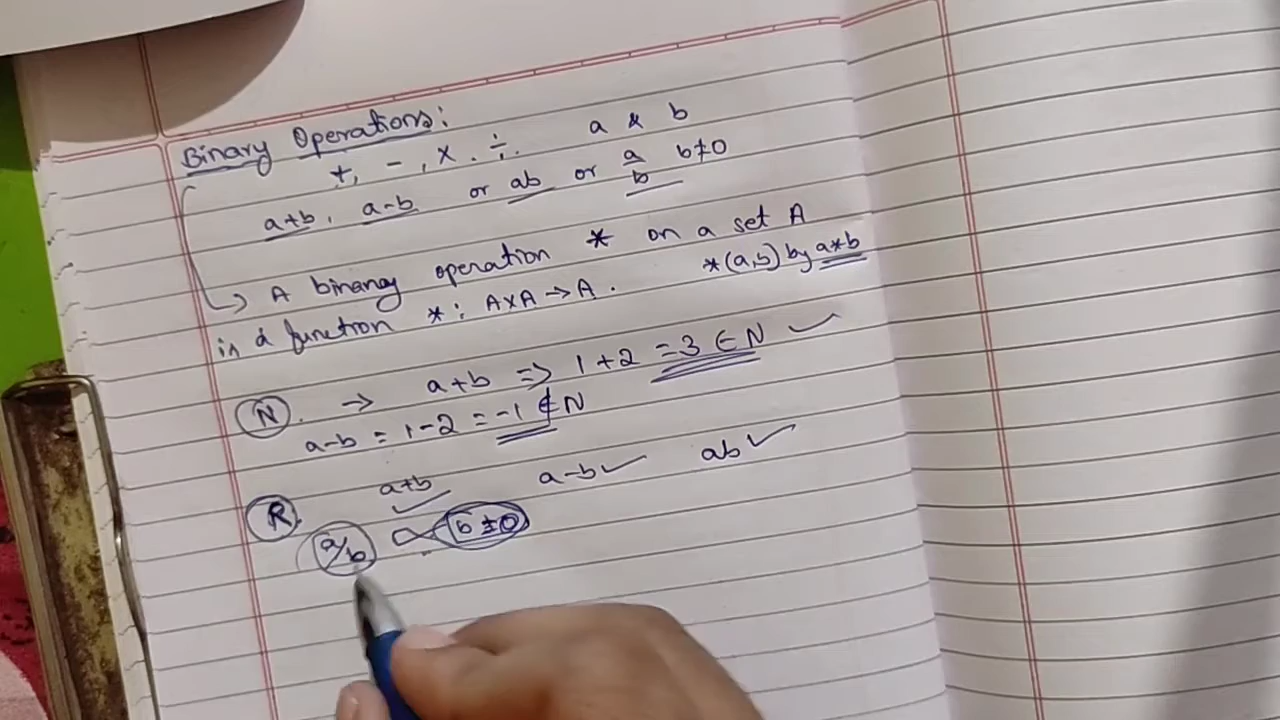 Binary Operations:
+, -, x, ÷. a & b
a+b, a-b or ab or a/b b≠0
→ A binary operation * on a set A
is a function *: A×A→A. *(a,b) by a*b
N. → a+b ⇒ 1+2 =3 ∈ N ✓
a-b = 1-2 = -1 ∉ N
R. a+b ✓ a-b ✓ ab ✓
a/b b≠0